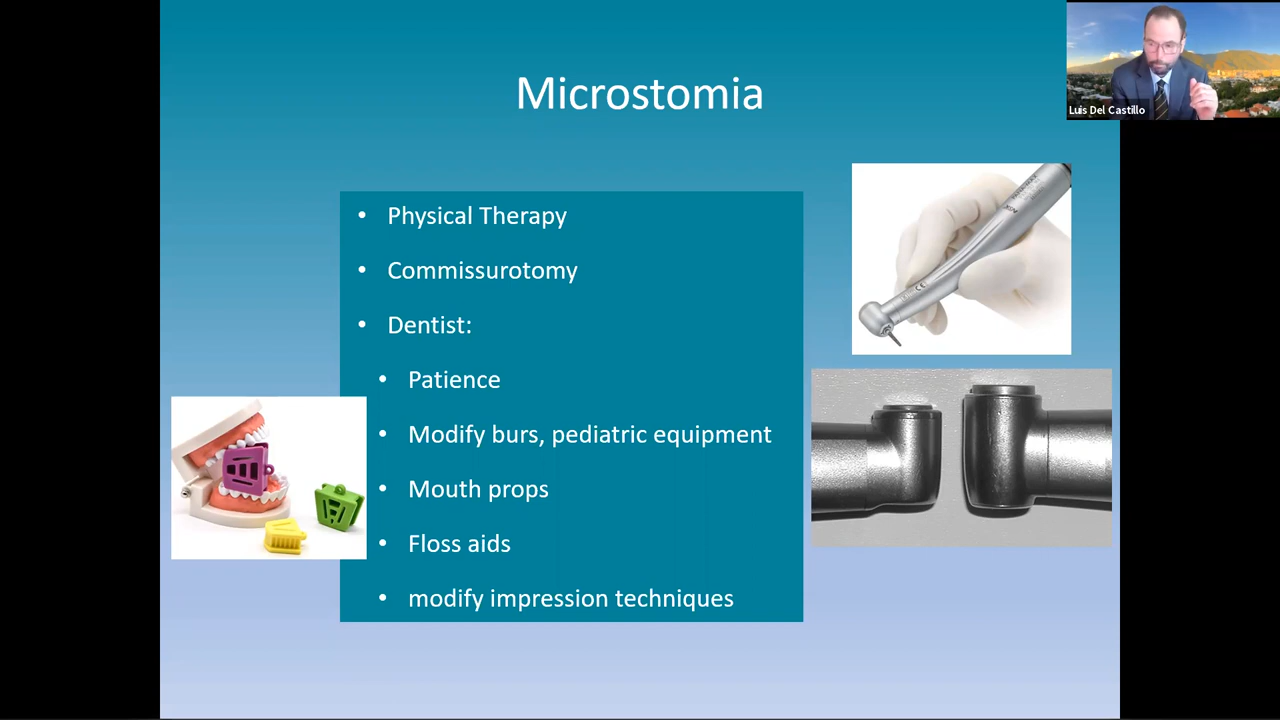 Microstomia
Luis Del Castillo
• Physical Therapy
• Commissurotomy
• Dentist:
• Patience
• Modify burs, pediatric equipment
• Mouth props
• Floss aids
• modify impression techniques
NSK